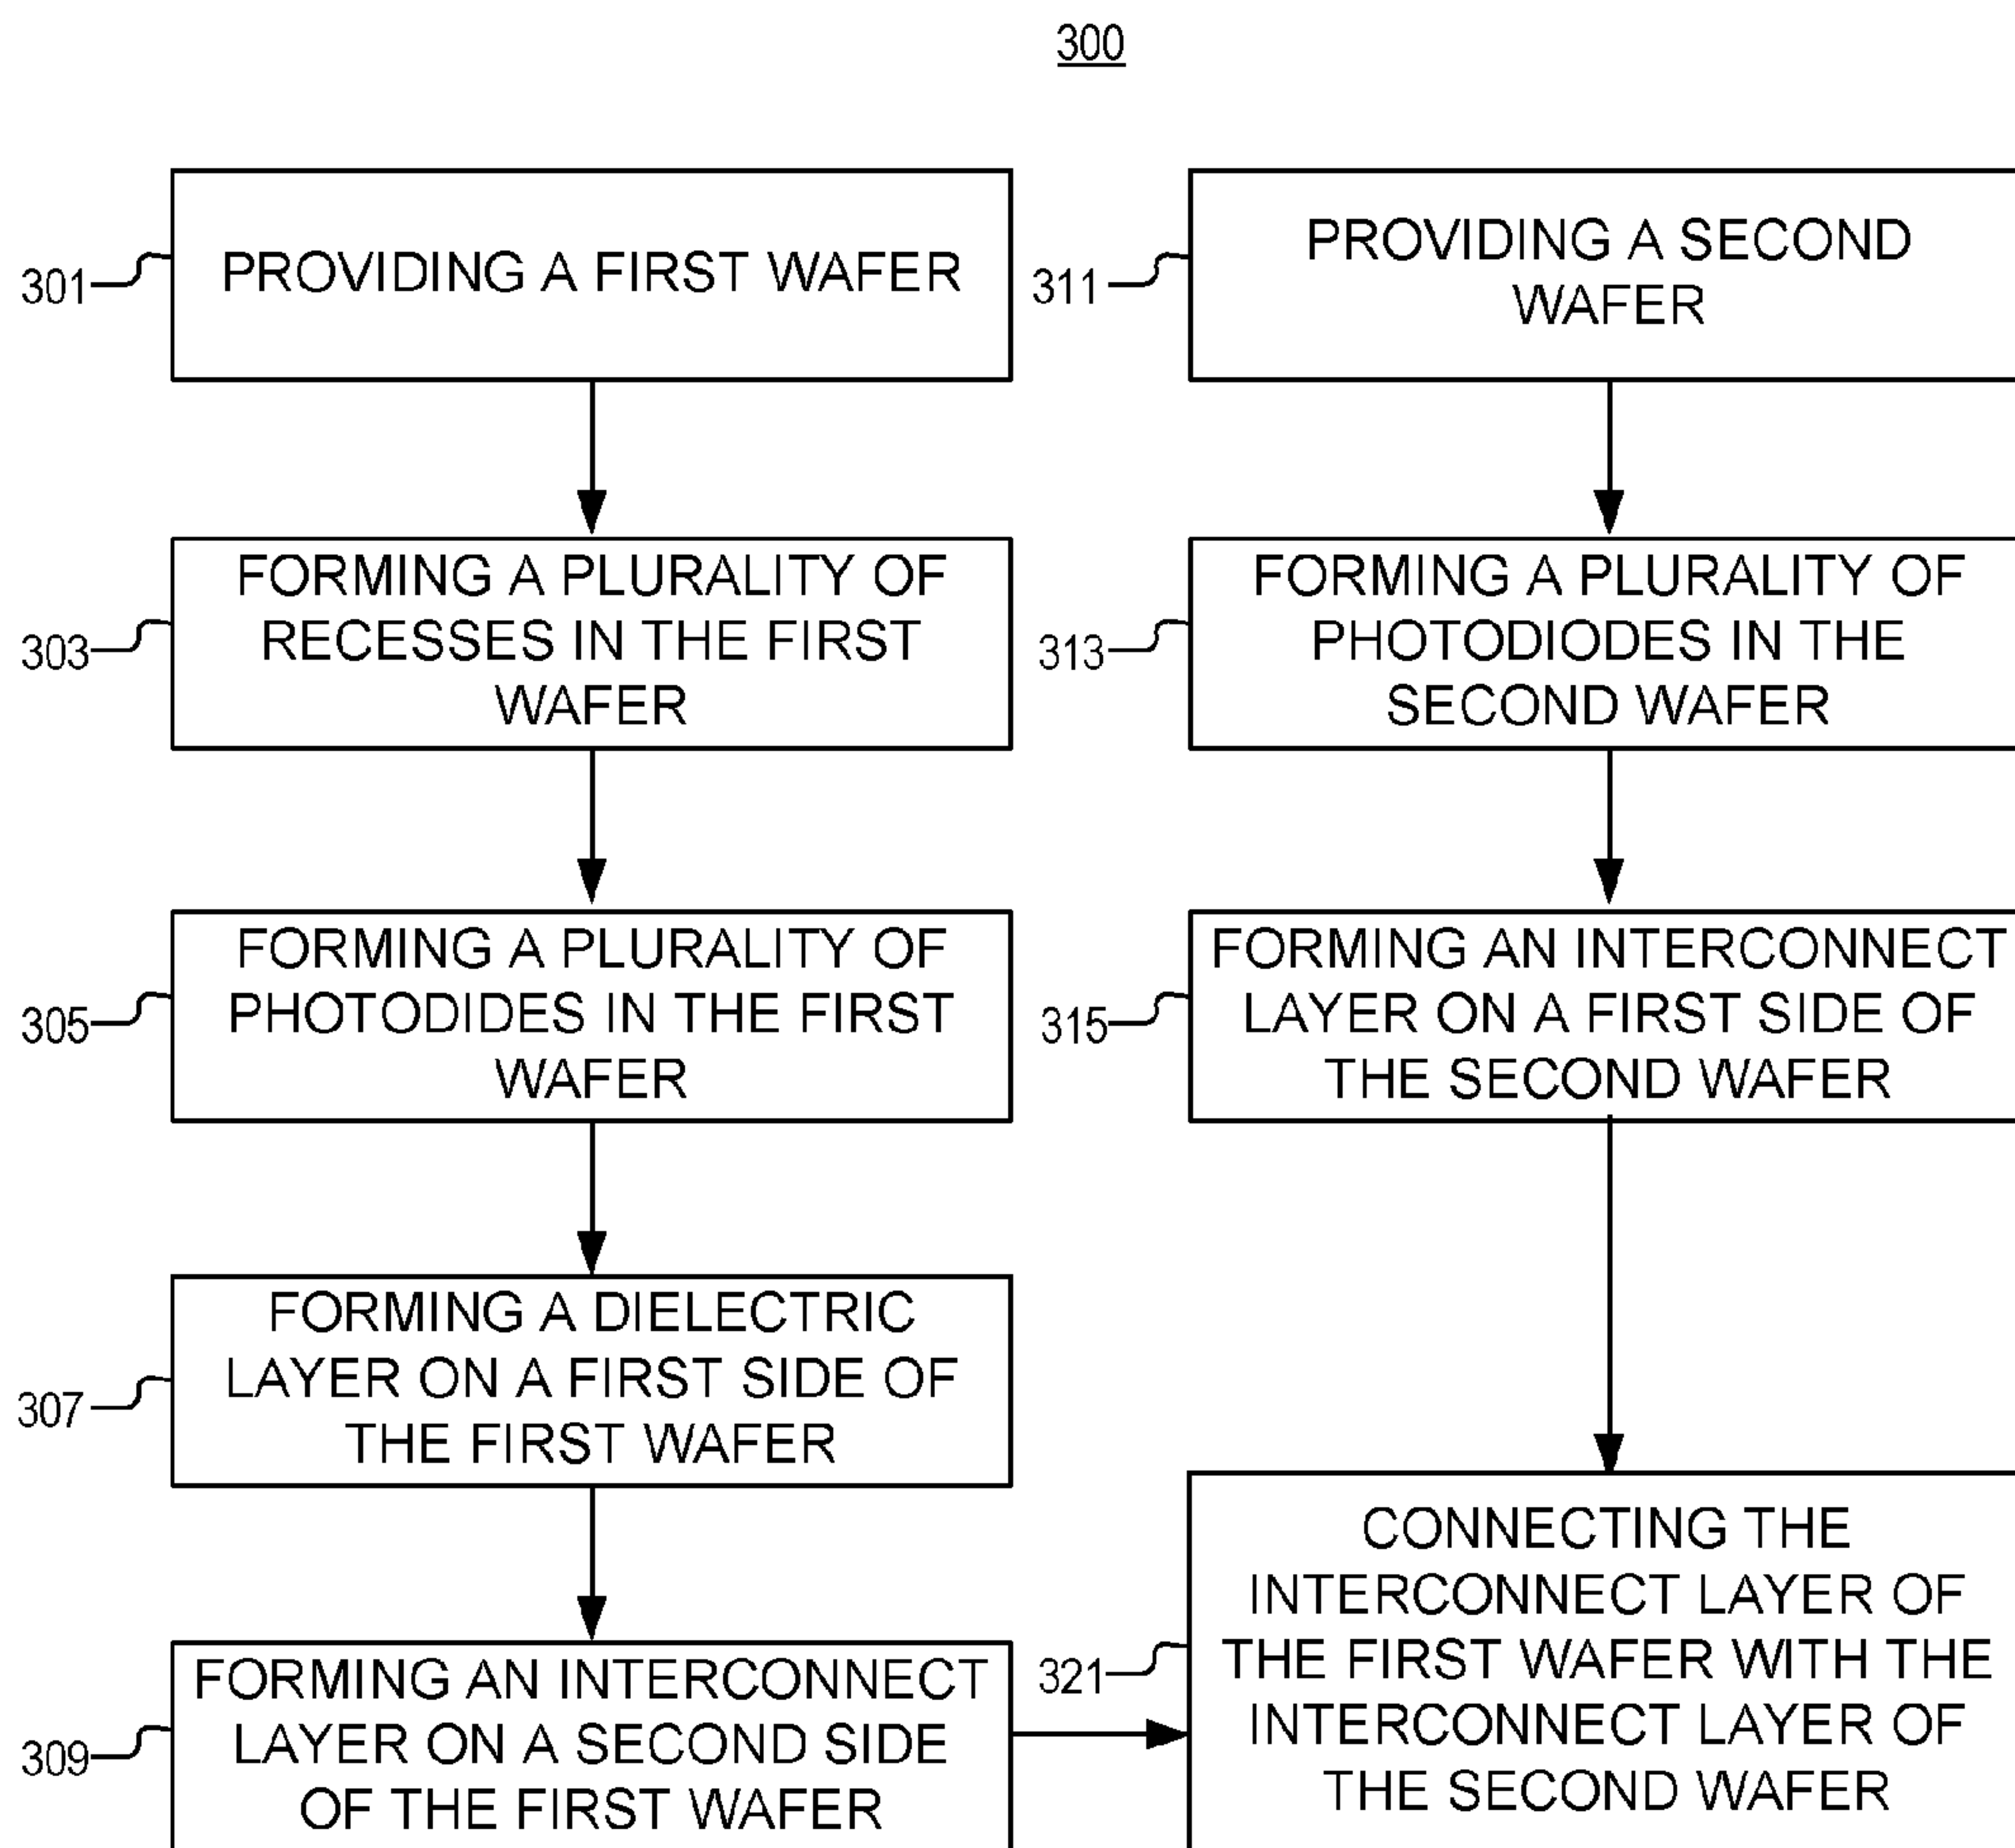 300
301
PROVIDING A FIRST WAFER
303
FORMING A PLURALITY OF
RECESSES IN THE FIRST
WAFER
305
FORMING A PLURALITY OF
PHOTODIDES IN THE FIRST
WAFER
307
FORMING A DIELECTRIC
LAYER ON A FIRST SIDE OF
THE FIRST WAFER
309
FORMING AN INTERCONNECT
LAYER ON A SECOND SIDE
OF THE FIRST WAFER
311
PROVIDING A SECOND
WAFER
313
FORMING A PLURALITY OF
PHOTODIODES IN THE
SECOND WAFER
315
FORMING AN INTERCONNECT
LAYER ON A FIRST SIDE OF
THE SECOND WAFER
321
CONNECTING THE
INTERCONNECT LAYER OF
THE FIRST WAFER WITH THE
INTERCONNECT LAYER OF
THE SECOND WAFER